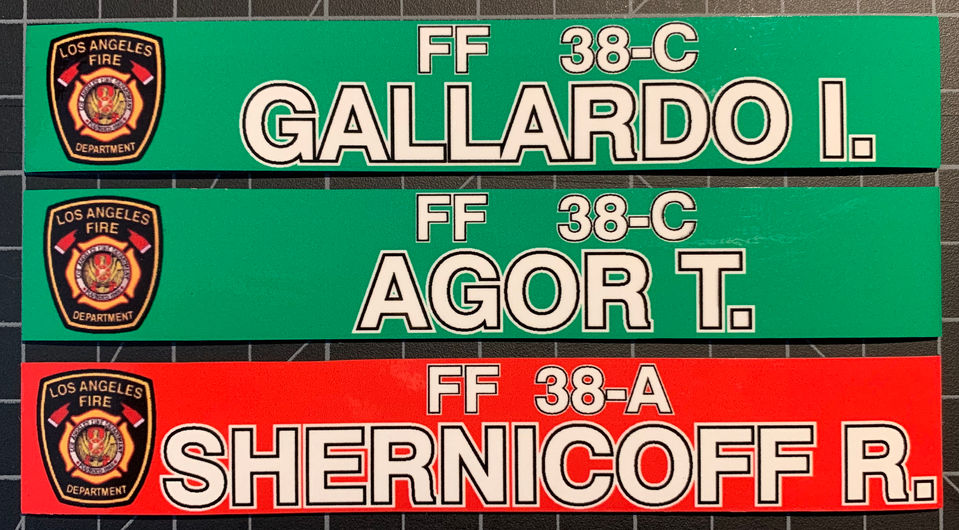 LOS ANGELES
FIRE
DEPARTMENT
FF 38-C
GALLARDO I.
LOS ANGELES
FIRE
DEPARTMENT
FF 38-C
AGOR T.
LOS ANGELES
FIRE
DEPARTMENT
FF 38-A
SHERNICOFF R.